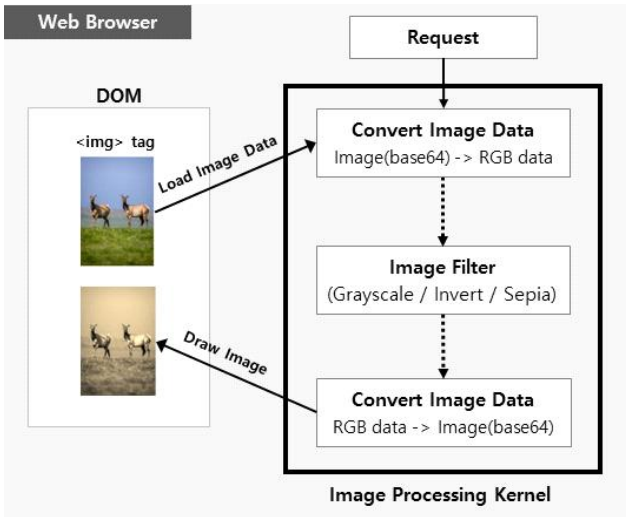 Web Browser
Request
DOM
<img> tag
Load Image Data
Convert Image Data
Image(base64) -> RGB data
Image Filter
(Grayscale / Invert / Sepia)
Draw Image
Convert Image Data
RGB data -> Image(base64)
Image Processing Kernel